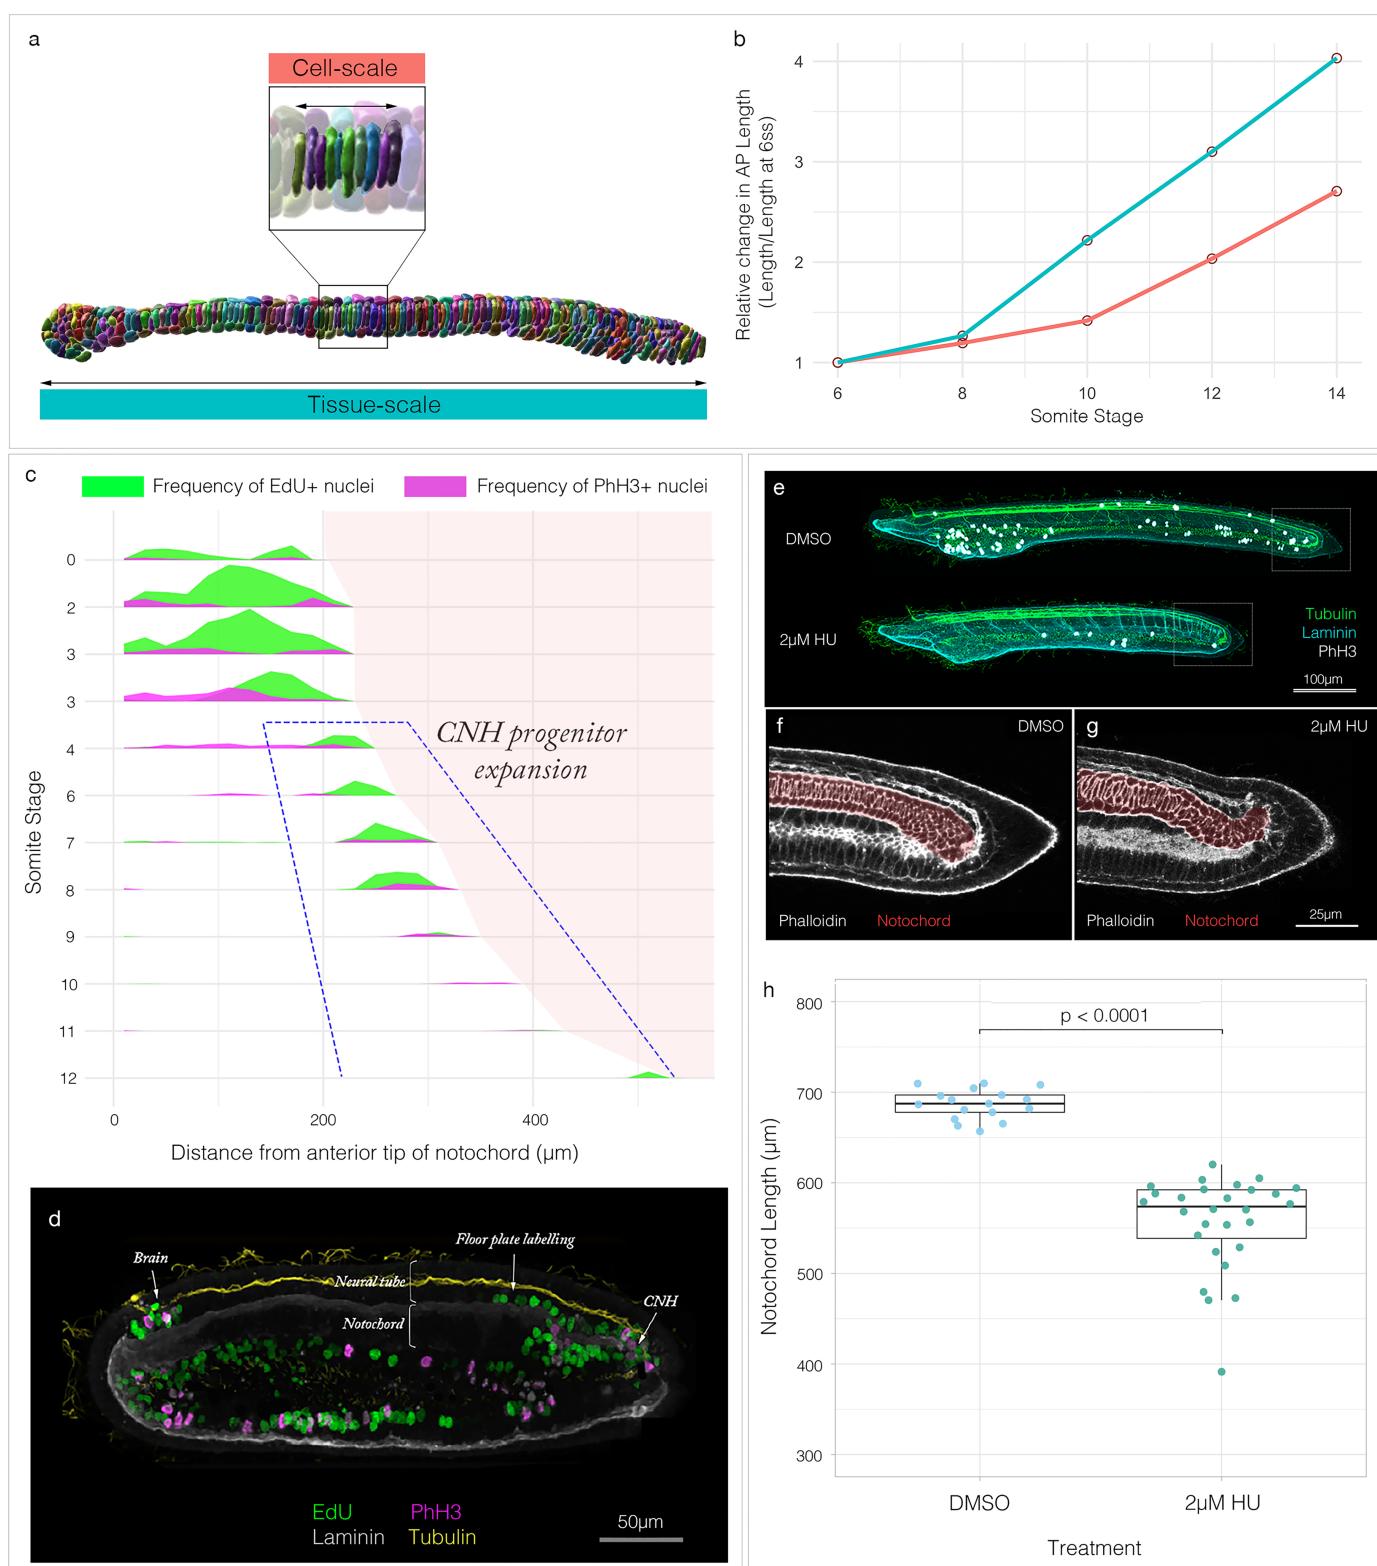 a
Cell-scale
Tissue-scale
b
Relative change in AP Length
(Length/Length at 6ss)
4
3
2
1
6
8
10
12
14
Somite Stage
c
Frequency of EdU+ nuclei
Frequency of PhH3+ nuclei
CNH progenitor
expansion
Somite Stage
0
2
3
3
4
6
7
8
9
10
11
12
0
200
400
Distance from anterior tip of notochord (µm)
d
Brain
Floor plate labelling
Neural tube
Notochord
CNH
EdU
PhH3
Laminin
Tubulin
50µm
e
DMSO
2µM HU
Tubulin
Laminin
PhH3
100µm
f
DMSO
Phalloidin
Notochord
g
2µM HU
Phalloidin
Notochord
25µm
h
p < 0.0001
Notochord Length (µm)
800
700
600
500
400
300
DMSO
2µM HU
Treatment